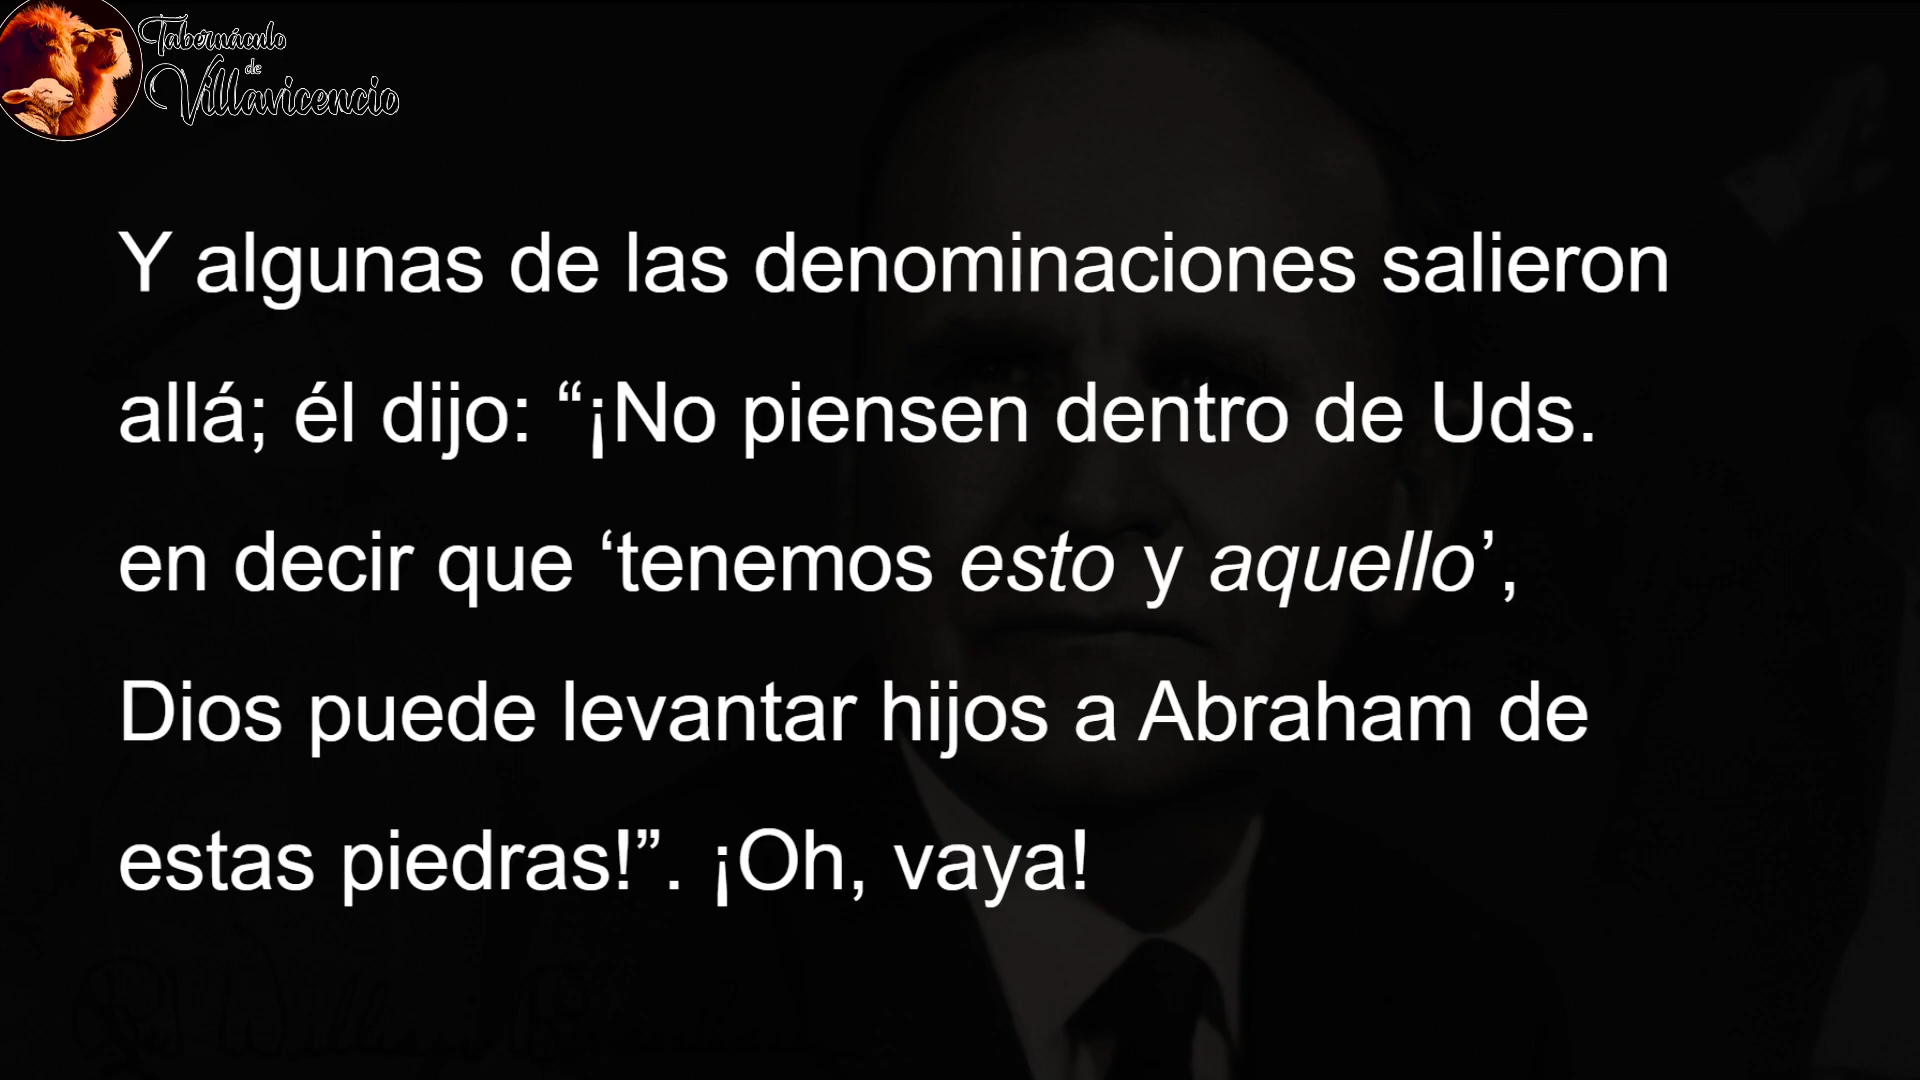 Tabernáculo
de
Villavicencio
Y algunas de las denominaciones salieron
allá; él dijo: “¡No piensen dentro de Uds.
en decir que ‘tenemos esto y aquello’,
Dios puede levantar hijos a Abraham de
estas piedras!”. ¡Oh, vaya!